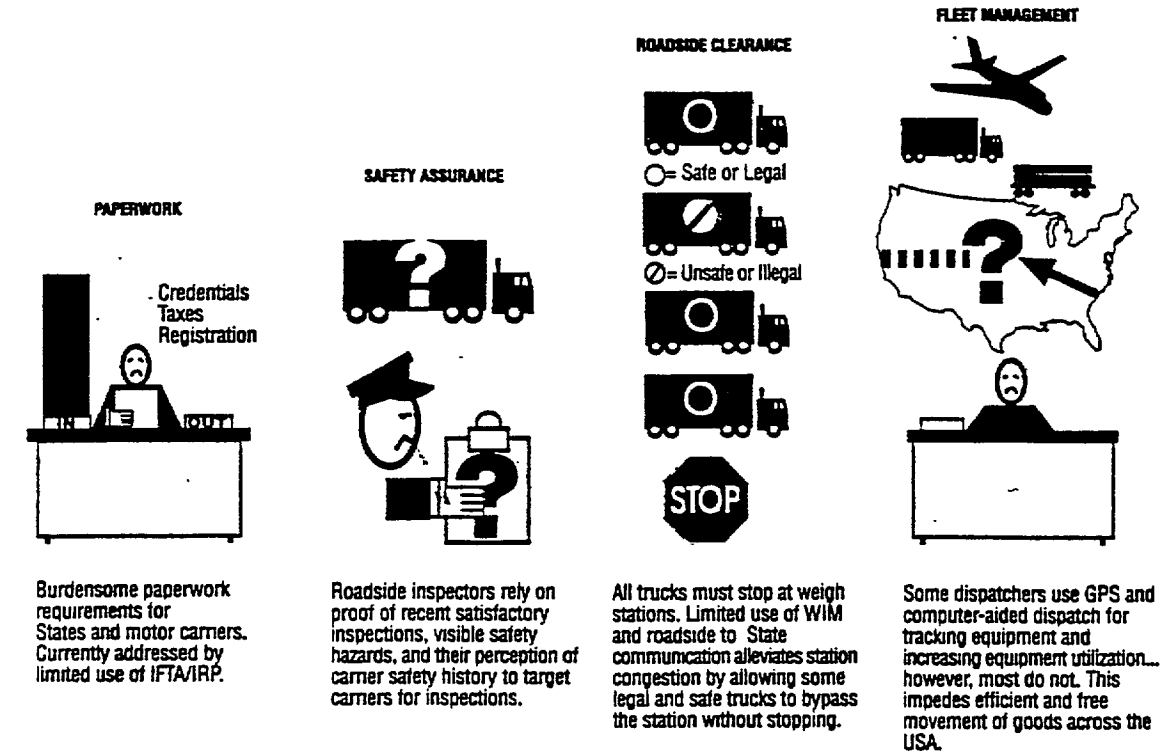 PAPERWORK
Credentials
Taxes
Registration
IN
OUT
Burdensome paperwork
requirements for
States and motor carriers.
Currently addressed by
limited use of IFTA/IRP.
SAFETY ASSURANCE
?
?
Roadside inspectors rely on
proof of recent satisfactory
inspections, visible safety
hazards, and their perception of
carrier safety history to target
carriers for inspections.
ROADSIDE CLEARANCE
= Safe or Legal
= Unsafe or Illegal
STOP
All trucks must stop at weigh
stations. Limited use of WIM
and roadside to State
communication alleviates station
congestion by allowing some
legal and safe trucks to bypass
the station without stopping.
FLEET MANAGEMENT
?
Some dispatchers use GPS and
computer-aided dispatch for
tracking equipment and
increasing equipment utilization...
however, most do not. This
impedes efficient and free
movement of goods across the
USA.